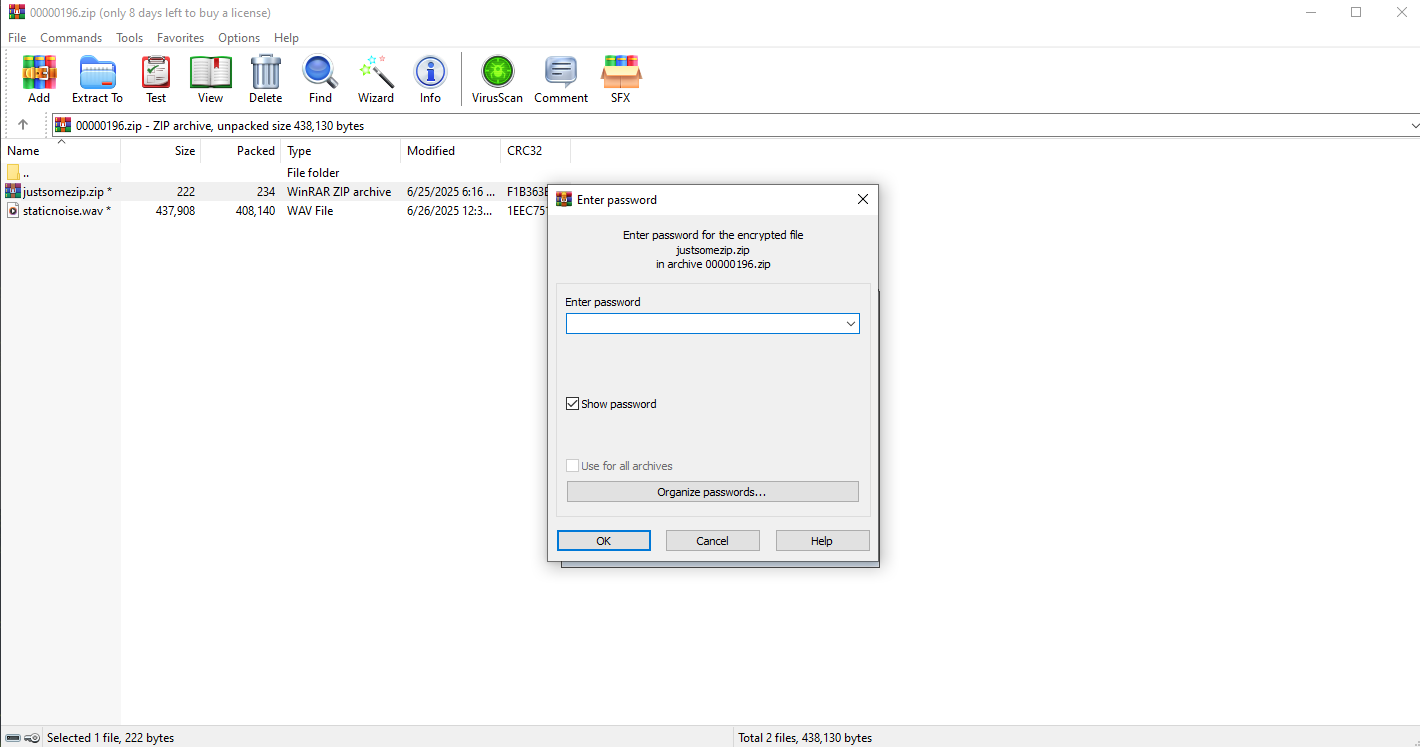 00000196.zip (only 8 days left to buy a license)
File Commands Tools Favorites Options Help
Add Extract To Test View Delete Find Wizard Info VirusScan Comment SFX
00000196.zip - ZIP archive, unpacked size 438,130 bytes
Name Size Packed Type Modified CRC32
.. File folder
justsomezip.zip * 222 234 WinRAR ZIP archive 6/25/2025 6:16 ...
staticnoise.wav * 437,908 408,140 WAV File 6/26/2025 12:3...
Enter password
Enter password for the encrypted file
justsomezip.zip
in archive 00000196.zip
Enter password
Show password
Use for all archives
Organize passwords...
OK Cancel Help
Selected 1 file, 222 bytes Total 2 files, 438,130 bytes